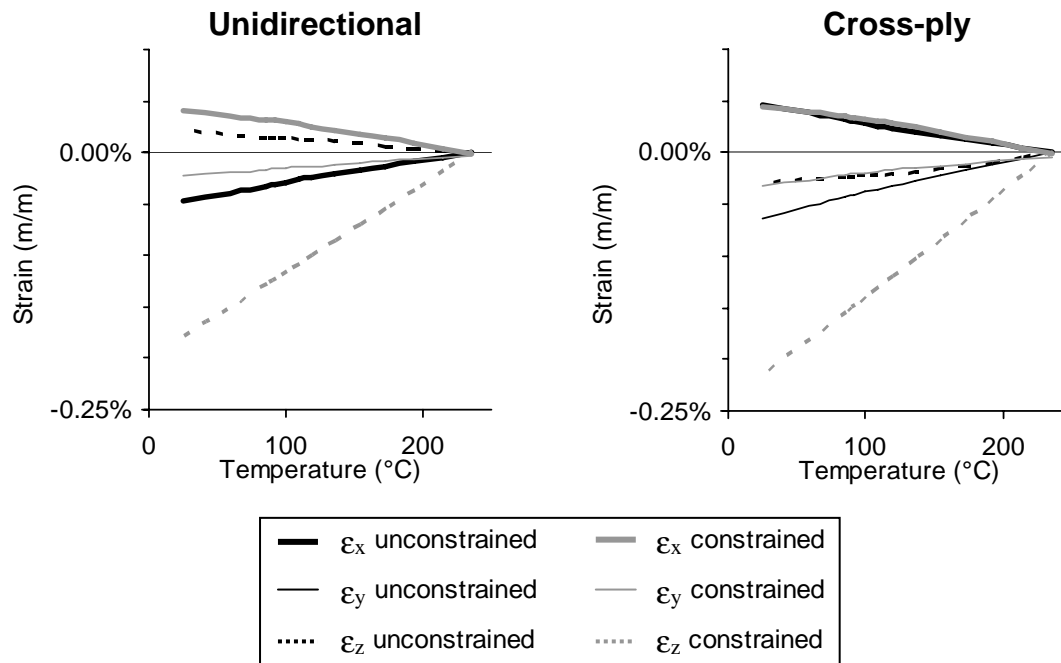 Unidirectional
Cross-ply
Strain (m/m)
0.00%
-0.25%
0
100
200
Temperature (°C)
Strain (m/m)
0.00%
-0.25%
0
100
200
Temperature (°C)
εx unconstrained
εx constrained
εy unconstrained
εy constrained
εz unconstrained
εz constrained